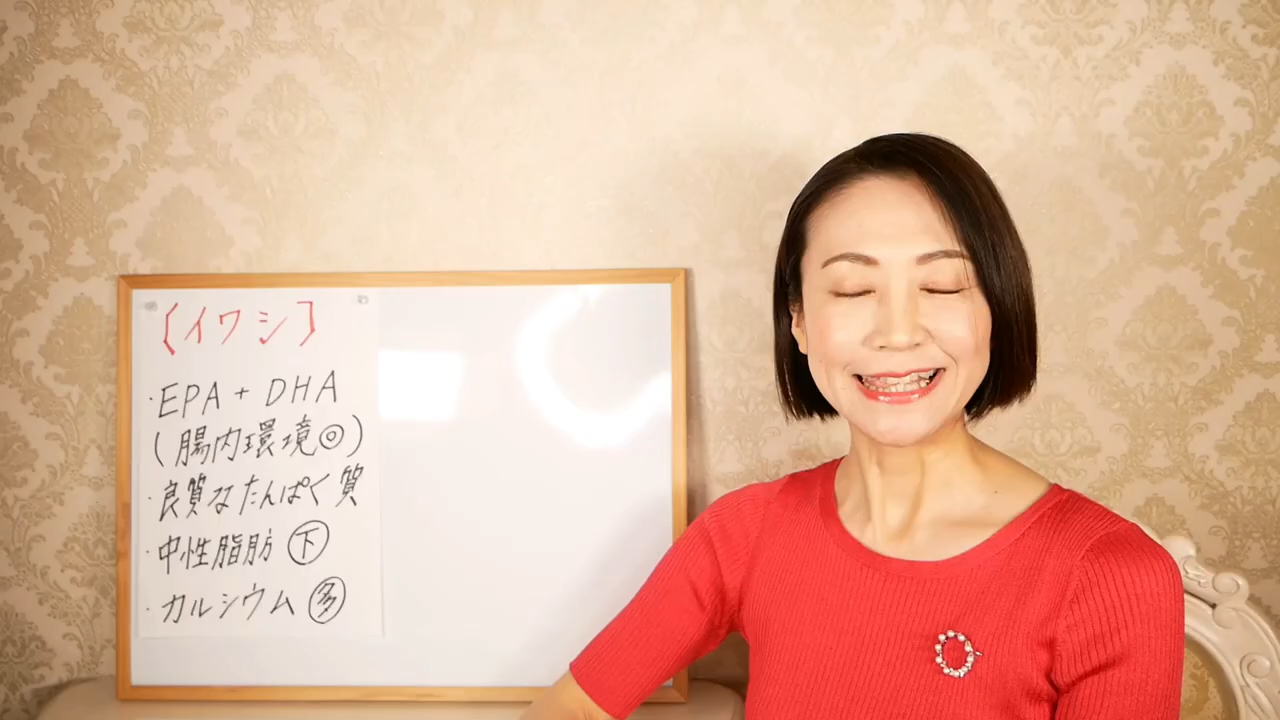 【イワシ】
・EPA + DHA
(腸内環境◎)
・良質なたんぱく質
・中性脂肪 下
・カルシウム 多